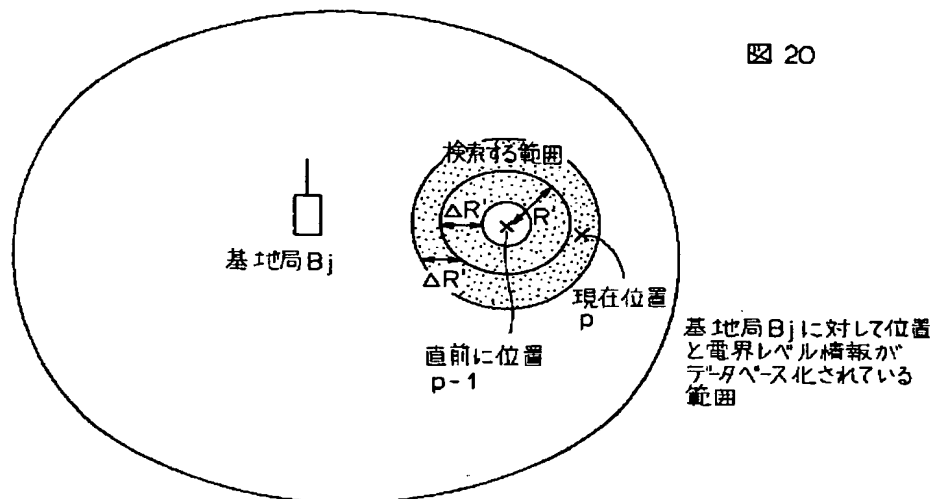 図 20
検索する範囲
ΔR'
R'
ΔR'
基地局Bj
現在位置
p
直前に位置
p-1
基地局Bjに対して位置
と電界レベル情報が
データベース化されている
範囲